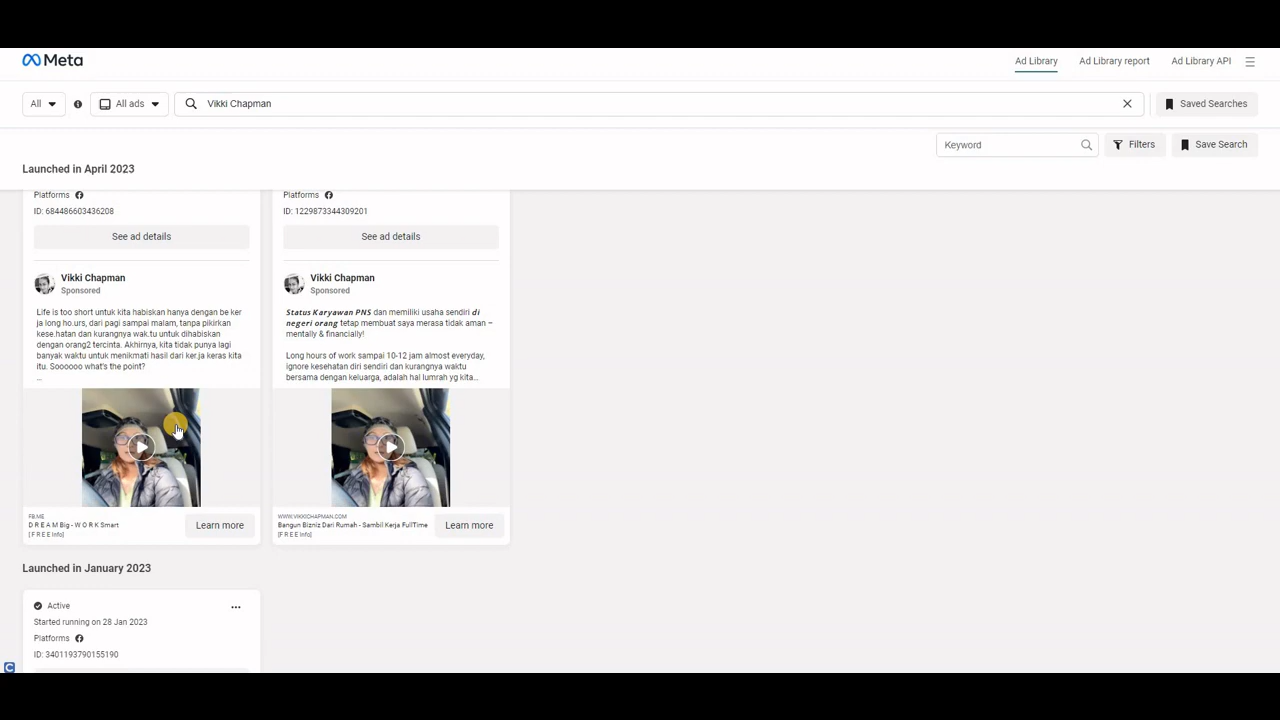 Meta
Ad Library
Ad Library report
Ad Library API
All
All ads
Vikki Chapman
Saved Searches
Keyword
Filters
Save Search
Launched in April 2023
Platforms
ID: 684486603436208
See ad details
Vikki Chapman
Sponsored
Life is too short untuk kita habiskan hanya dengan be ker
ja long ho.urs, dari pagi sampai malam, tanpa pikirkan
kese.hatan dan kurangnya wak.tu untuk dihabiskan
dengan orang2 tercinta. Akhirnya, kita tidak punya lagi
banyak waktu untuk menikmati hasil dari ker.ja keras kita
itu. Soooooo what's the point?
...
FB.ME
D R E A M Big - W O R K Smart
[ F R E E Info]
Learn more
Platforms
ID: 1229873344309201
See ad details
Vikki Chapman
Sponsored
Status Karyawan PNS dan memiliki usaha sendiri di
negeri orang tetap membuat saya merasa tidak aman –
mentally & financially!
Long hours of work sampai 10-12 jam almost everyday,
ignore kesehatan diri sendiri dan kurangnya waktu
bersama dengan keluarga, adalah hal lumrah yg kita...
WWW.VIKKICHAPMAN.COM
Bangun Bizniz Dari Rumah - Sambil Kerja FullTime
[F R E E Info]
Learn more
Launched in January 2023
Active
...
Started running on 28 Jan 2023
Platforms
ID: 3401193790155190